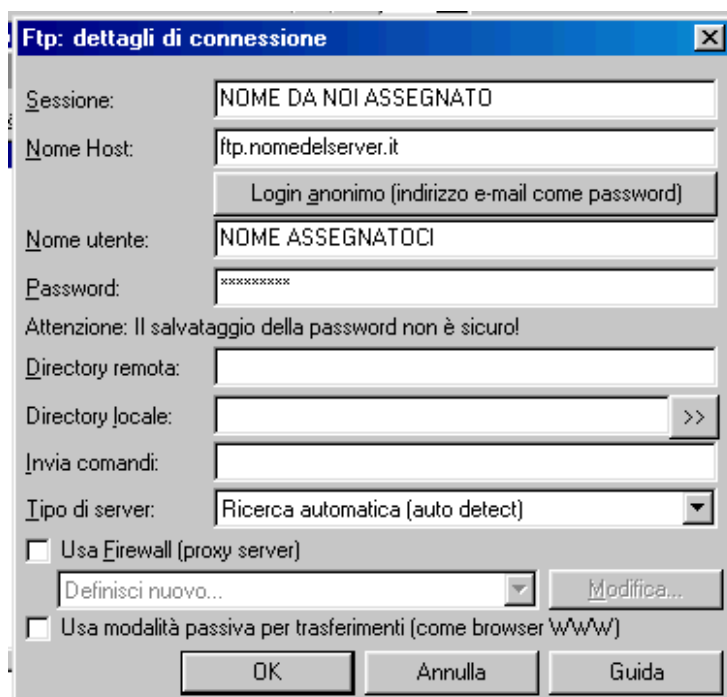 Ftp: dettagli di connessione
Sessione: NOME DA NOI ASSEGNATO
Nome Host: ftp.nomedelserver.it
Login anonimo (indirizzo e-mail come password)
Nome utente: NOME ASSEGNATOCI
Password: *********
Attenzione: Il salvataggio della password non è sicuro!
Directory remota:
Directory locale: >>
Invia comandi:
Tipo di server: Ricerca automatica (auto detect)
Usa Firewall (proxy server)
Definisci nuovo... Modifica...
Usa modalità passiva per trasferimenti (come browser WWW)
OK Annulla Guida